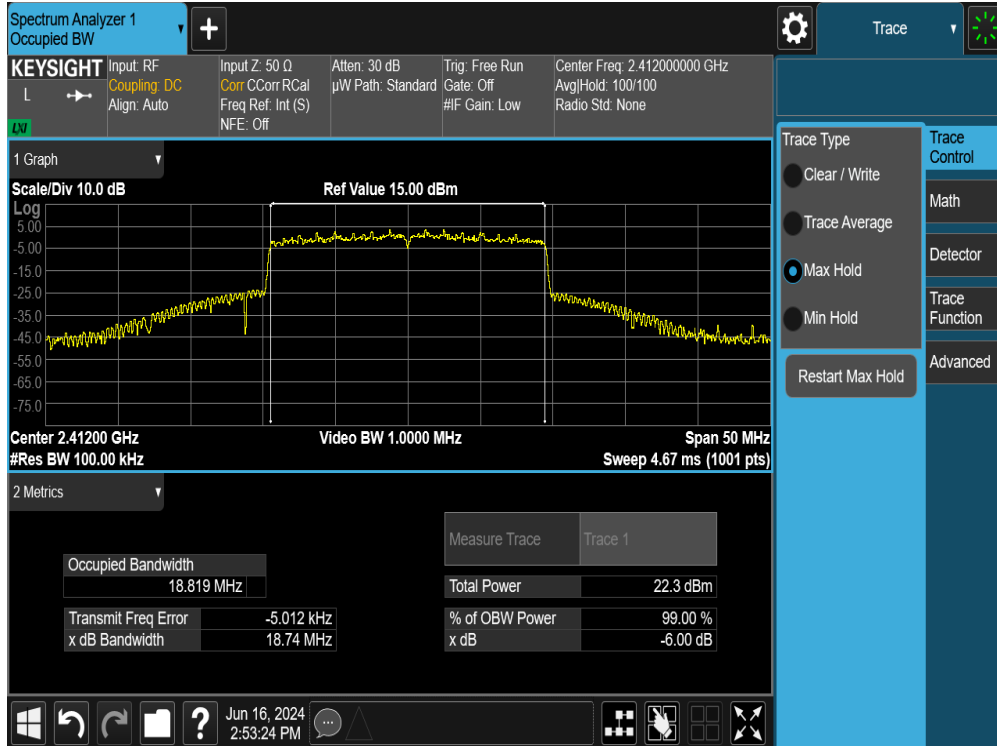 Spectrum Analyzer 1
Occupied BW
Trace
KEYSIGHT
L
LXI
Input: RF
Coupling: DC
Align: Auto
Input Z: 50 Ω
Corr CCorr RCal
Freq Ref: Int (S)
NFE: Off
Atten: 30 dB
µW Path: Standard
Trig: Free Run
Gate: Off
#IF Gain: Low
Center Freq: 2.412000000 GHz
Avg|Hold: 100/100
Radio Std: None
1 Graph
Scale/Div 10.0 dB
Ref Value 15.00 dBm
Log
5.00
-5.00
-15.0
-25.0
-35.0
-45.0
-55.0
-65.0
-75.0
Center 2.41200 GHz
Video BW 1.0000 MHz
Span 50 MHz
#Res BW 100.00 kHz
Sweep 4.67 ms (1001 pts)
2 Metrics
Measure Trace
Trace 1
Occupied Bandwidth
18.819 MHz
Total Power
22.3 dBm
Transmit Freq Error
-5.012 kHz
% of OBW Power
99.00 %
x dB Bandwidth
18.74 MHz
x dB
-6.00 dB
Trace Type
Clear / Write
Trace Average
Max Hold
Min Hold
Restart Max Hold
Trace
Control
Math
Detector
Trace
Function
Advanced
?
Jun 16, 2024
2:53:24 PM